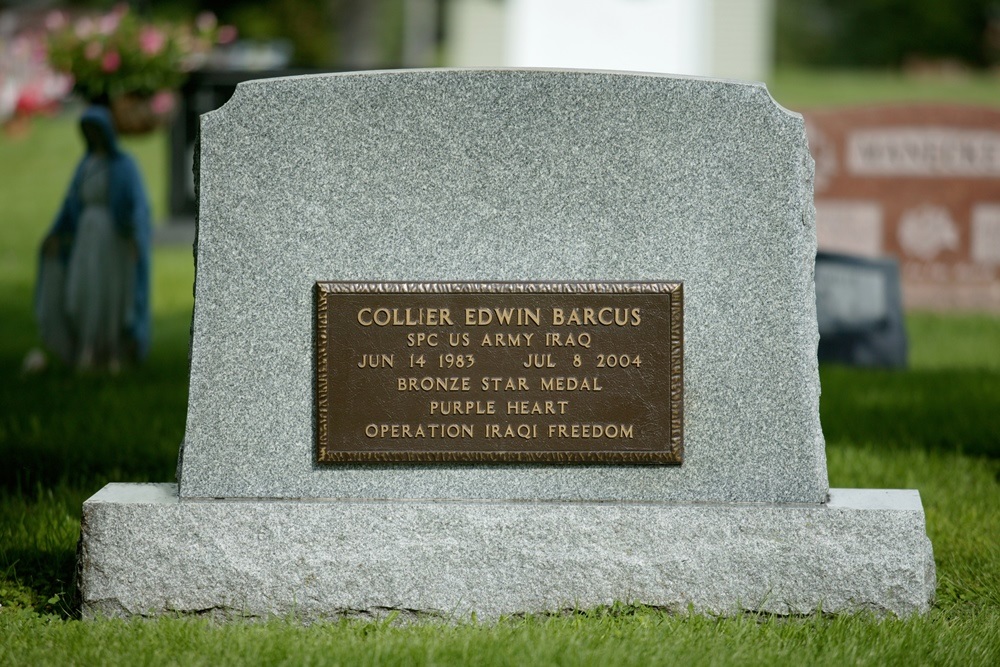 COLLIER EDWIN BARCUS
SPC US ARMY IRAQ
JUN 14 1983 JUL 8 2004
BRONZE STAR MEDAL
PURPLE HEART
OPERATION IRAQI FREEDOM